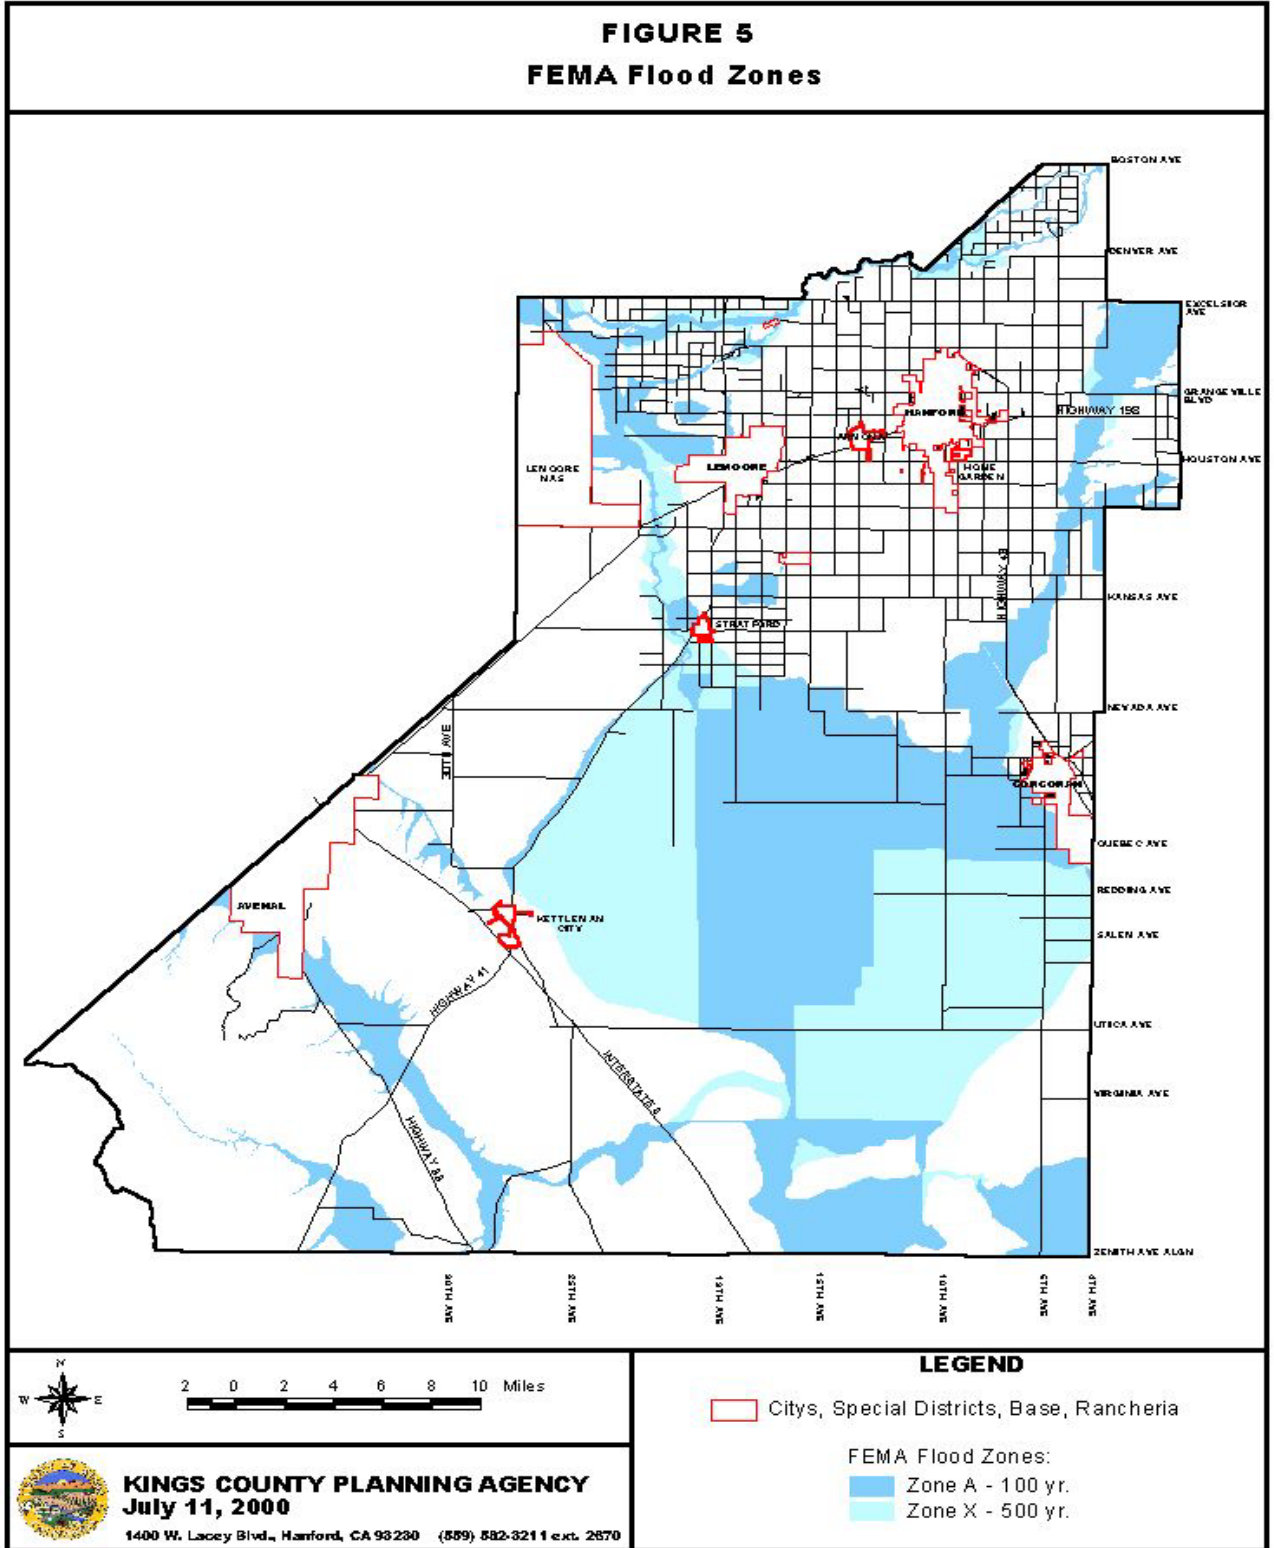 FIGURE 5
FEMA Flood Zones
BOSTON AVE
DENVER AVE
EXCELSIOR
AVE
GRANGEVILLE
BLVD
HIGHWAY 198
HANFORD
ARMONA
HOUSTON AVE
LEMOORE
NAS
LEMOORE
HOME
GARDEN
HIGHWAY 43
KANSAS AVE
STRATFORD
NEVADA AVE
30TH AVE
CORCORAN
QUEBEC AVE
REDDING AVE
AVENAL
KETTLEMAN
CITY
SALEM AVE
HIGHWAY 41
UTICA AVE
INTERSTATE 5
VIRGINIA AVE
HIGHWAY 33
ZENITH AVE ALGN
30TH AVE
25TH AVE
19TH AVE
15TH AVE
10TH AVE
6TH AVE
4TH AVE
N
W E
S
2 0 2 4 6 8 10 Miles
KINGS COUNTY PLANNING AGENCY
July 11, 2000
1400 W. Lacey Blvd., Hanford, CA 93230 (559) 582-3211 ext. 2670
LEGEND
Citys, Special Districts, Base, Rancheria
FEMA Flood Zones:
Zone A - 100 yr.
Zone X - 500 yr.